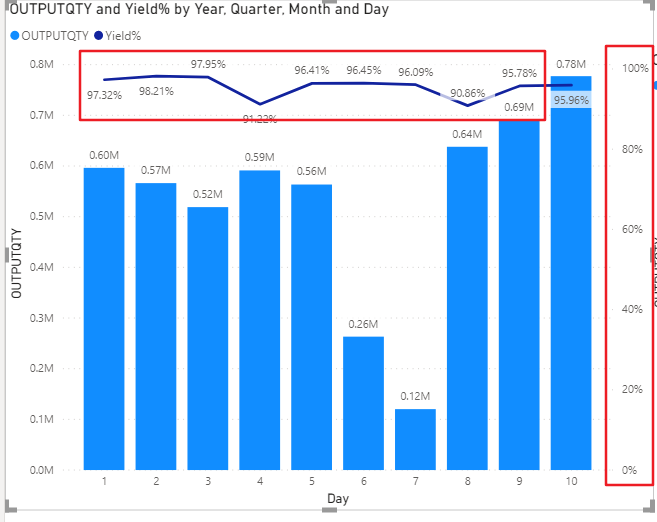 OUTPUTQTY and Yield% by Year, Quarter, Month and Day
OUTPUTQTY Yield%
0.8M
0.7M
0.6M
0.5M
0.4M
0.3M
0.2M
0.1M
0.0M
OUTPUTQTY
97.32%
98.21%
97.95%
91.22%
96.41%
96.45%
96.09%
90.86%
95.78%
95.96%
0.60M
0.57M
0.52M
0.59M
0.56M
0.26M
0.12M
0.64M
0.69M
0.78M
100%
80%
60%
40%
20%
0%
1 2 3 4 5 6 7 8 9 10
Day